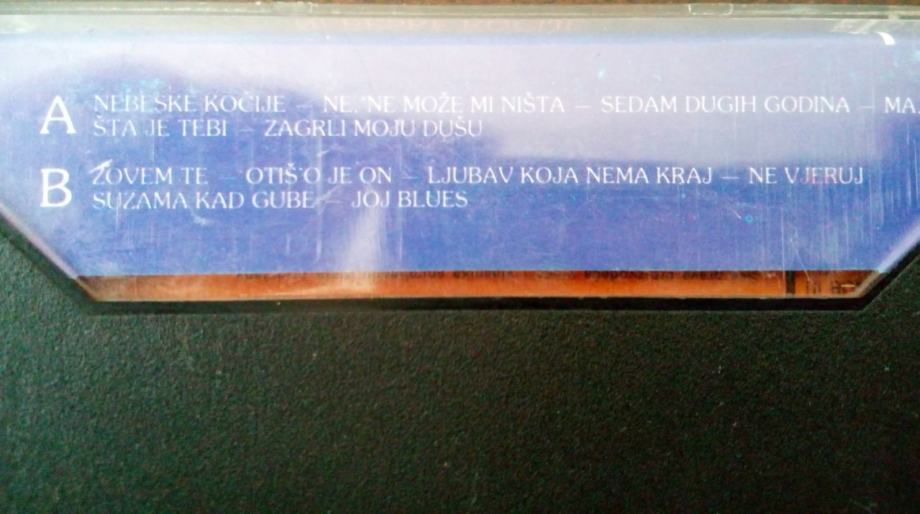 A NEBESKE KOČIJE – NE, NE MOŽE MI NIŠTA – SEDAM DUGIH GODINA – MA
ŠTA JE TEBI – ZAGRLI MOJU DUŠU
B ZOVEM TE – OTIŠ'O JE ON – LJUBAV KOJA NEMA KRAJ – NE VJERUJ
SUZAMA KAD GUBE – JOJ BLUES